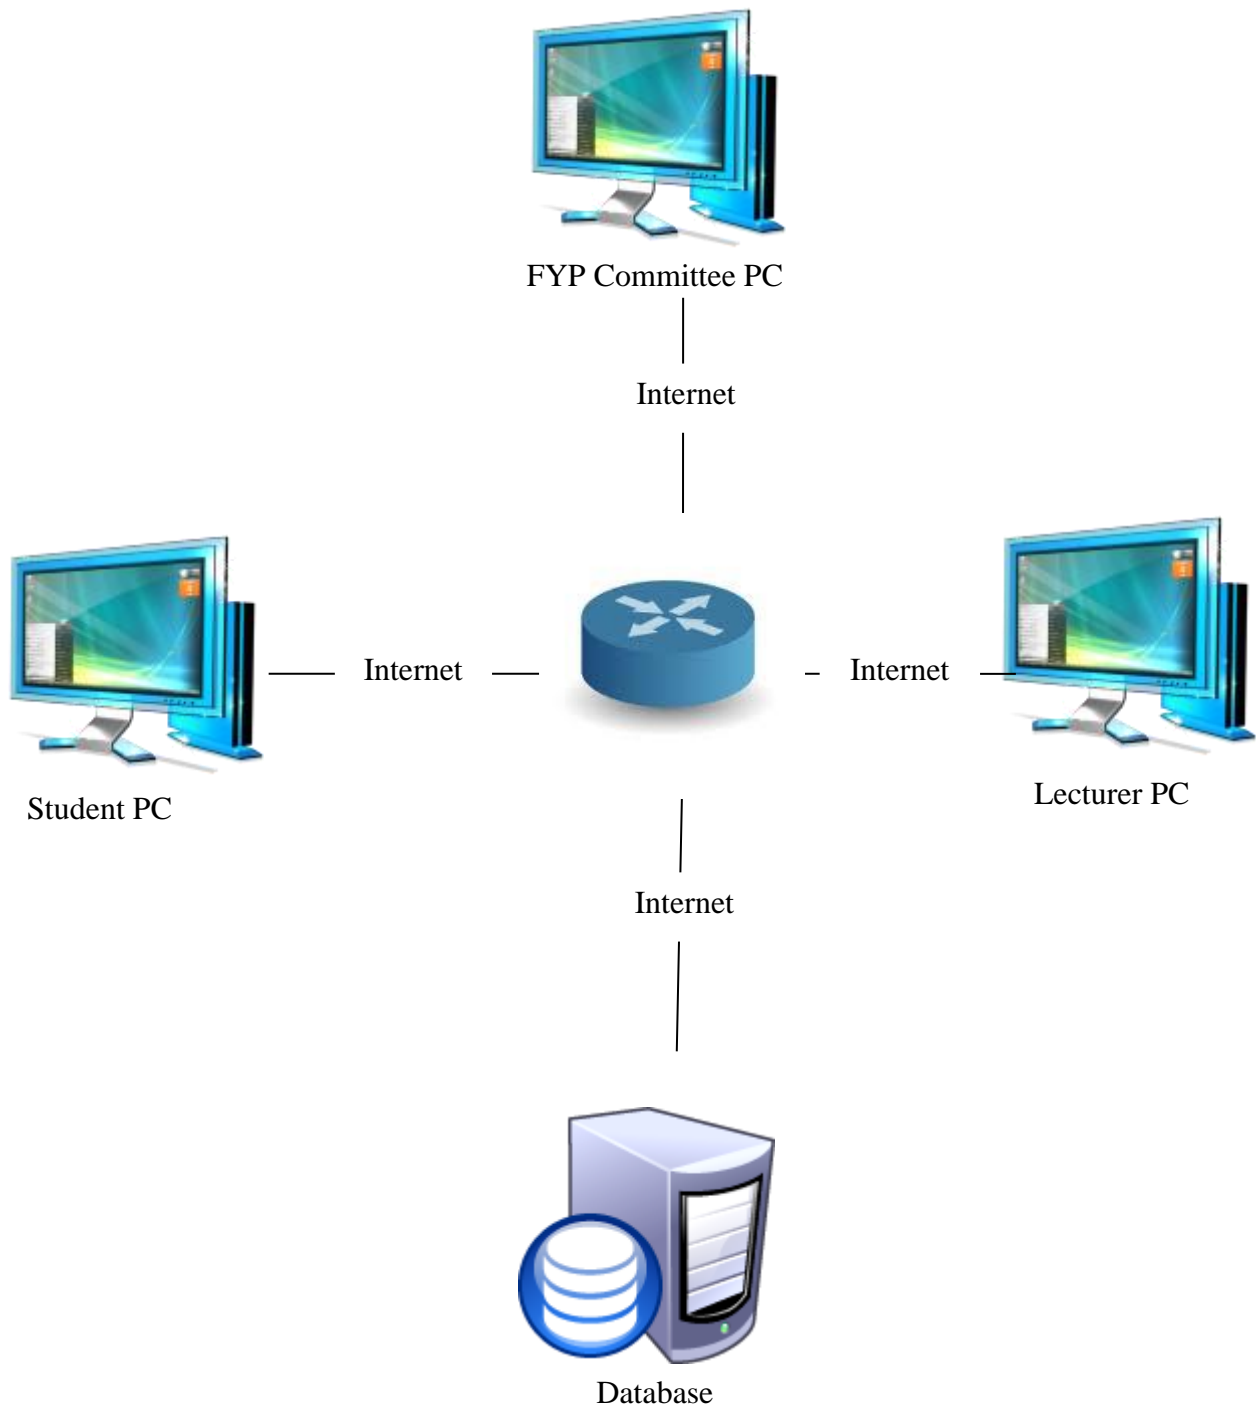 FYP Committee PC
Internet
Internet
Internet
Student PC
Lecturer PC
Internet
Database